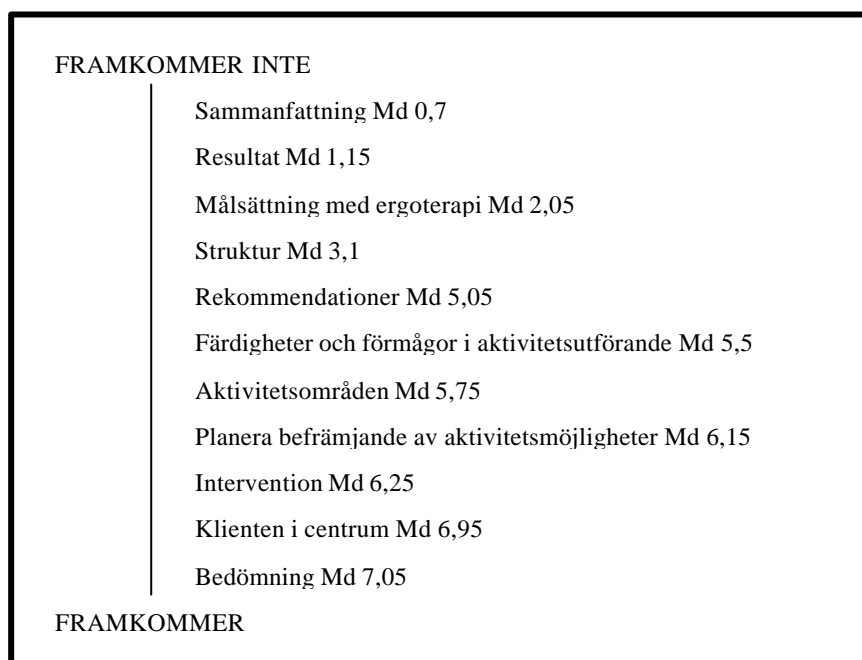 FRAMKOMMER INTE
Sammanfattning Md 0,7
Resultat Md 1,15
Målsättning med ergoterapi Md 2,05
Struktur Md 3,1
Rekommendationer Md 5,05
Färdigheter och förmågor i aktivitetsutförande Md 5,5
Aktivitetsområden Md 5,75
Planera befrämjande av aktivitetsmöjligheter Md 6,15
Intervention Md 6,25
Klienten i centrum Md 6,95
Bedömning Md 7,05
FRAMKOMMER